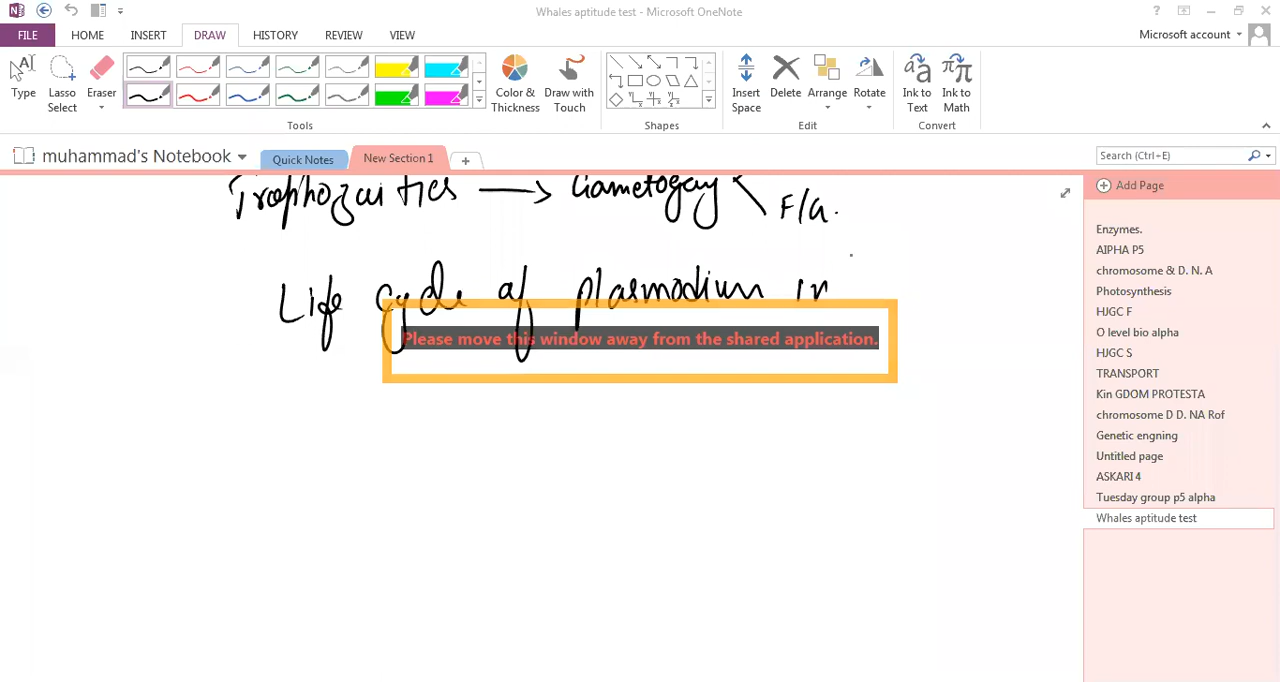 Whales aptitude test - Microsoft OneNote
FILE HOME INSERT DRAW HISTORY REVIEW VIEW
Microsoft account
Type
Lasso Select
Eraser
Color & Thickness
Draw with Touch
Insert Space
Delete
Arrange
Rotate
Ink to Text
Ink to Math
Tools Shapes Edit Convert
muhammad's Notebook Quick Notes New Section 1
Search (Ctrl+E)
Add Page
→ Gametogay
F/G.
Life cycle of plasmodium in
Please move this window away from the shared application.
Enzymes.
AIPHA P5
chromosome & D. N. A
Photosynthesis
HJGC F
O level bio alpha
HJGC S
TRANSPORT
Kin GDOM PROTESTA
chromosome D D. NA Rof
Genetic engning
Untitled page
ASKARI 4
Tuesday group p5 alpha
Whales aptitude test